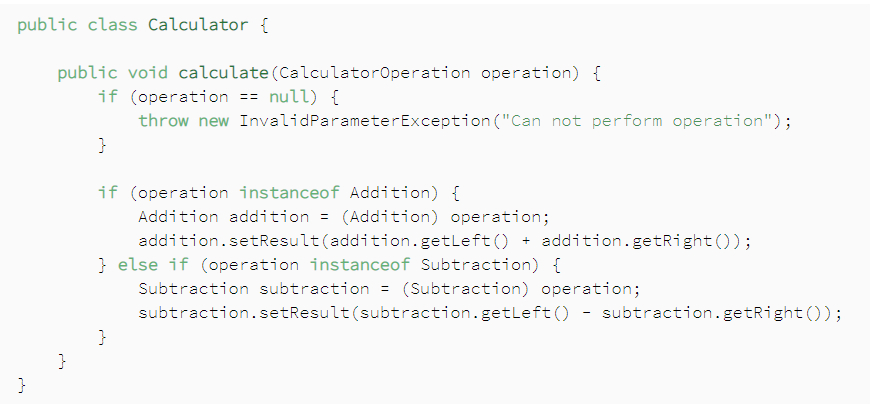 public class Calculator {
public void calculate(CalculatorOperation operation) {
if (operation == null) {
throw new InvalidParameterException("Can not perform operation");
}
if (operation instanceof Addition) {
Addition addition = (Addition) operation;
addition.setResult(addition.getLeft() + addition.getRight());
} else if (operation instanceof Subtraction) {
Subtraction subtraction = (Subtraction) operation;
subtraction.setResult(subtraction.getLeft() - subtraction.getRight());
}
}
}